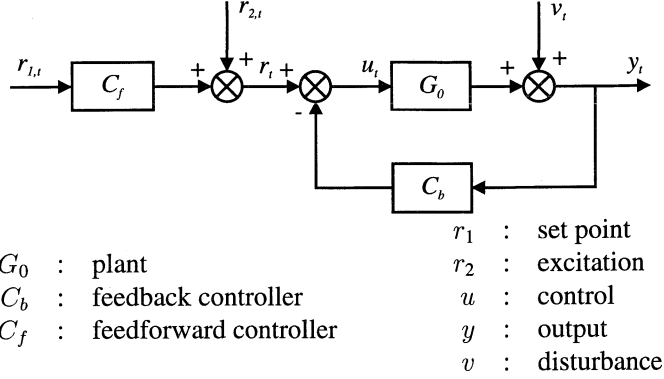 r2,t
vt
r1,t
Cf
+
+
rt
+
ut
G0
+
+
yt
-
Cb
r1 : set point
G0 : plant
r2 : excitation
Cb : feedback controller
u : control
Cf : feedforward controller
y : output
v : disturbance